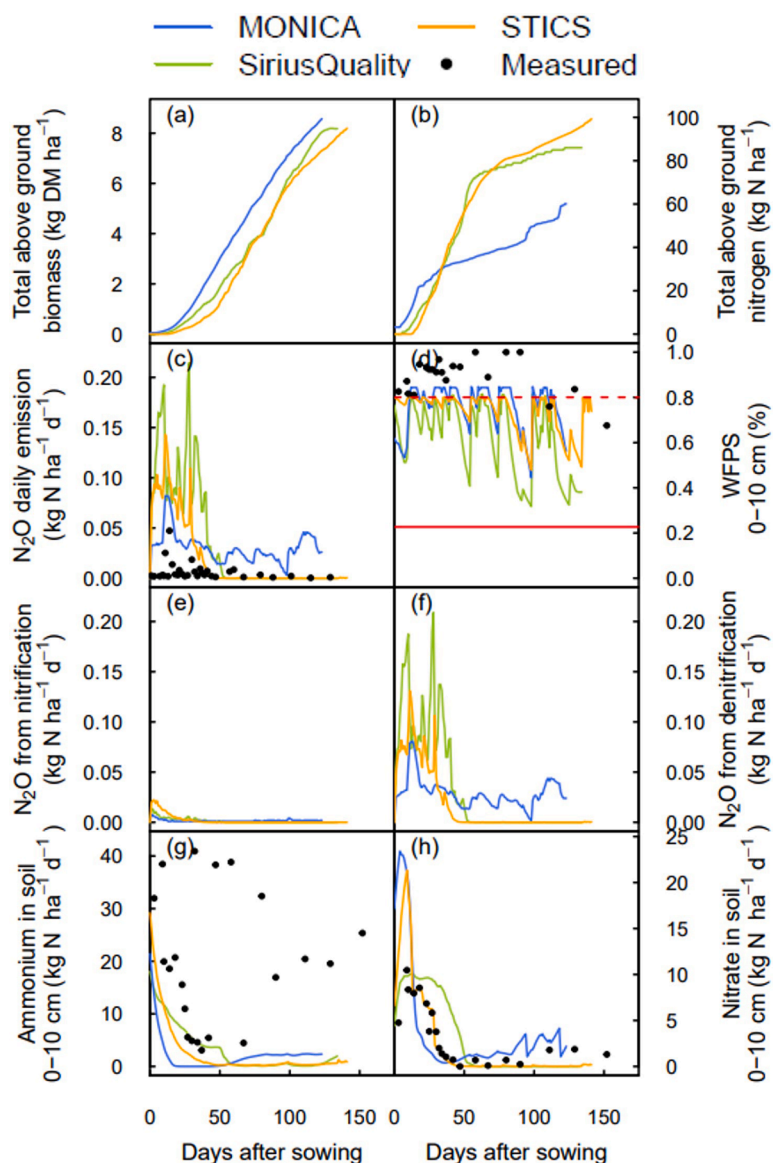 MONICA STICS
SiriusQuality Measured
(a) (b)
Total above ground
biomass (kg DM ha⁻¹)
0 2 4 6 8
Total above ground
nitrogen (kg N ha⁻¹)
0 20 40 60 80 100
(c) (d)
N₂O daily emission
(kg N ha⁻¹ d⁻¹)
0.00 0.05 0.10 0.15 0.20
WFPS
0−10 cm (%)
0.0 0.2 0.4 0.6 0.8 1.0
(e) (f)
N₂O from nitrification
(kg N ha⁻¹ d⁻¹)
0.00 0.05 0.10 0.15 0.20
N₂O from denitrification
(kg N ha⁻¹ d⁻¹)
0.00 0.05 0.10 0.15 0.20
(g) (h)
Ammonium in soil
0−10 cm (kg N ha⁻¹ d⁻¹)
0 10 20 30 40
Nitrate in soil
0−10 cm (kg N ha⁻¹ d⁻¹)
0 5 10 15 20 25
0 50 100 150 0 50 100 150
Days after sowing Days after sowing